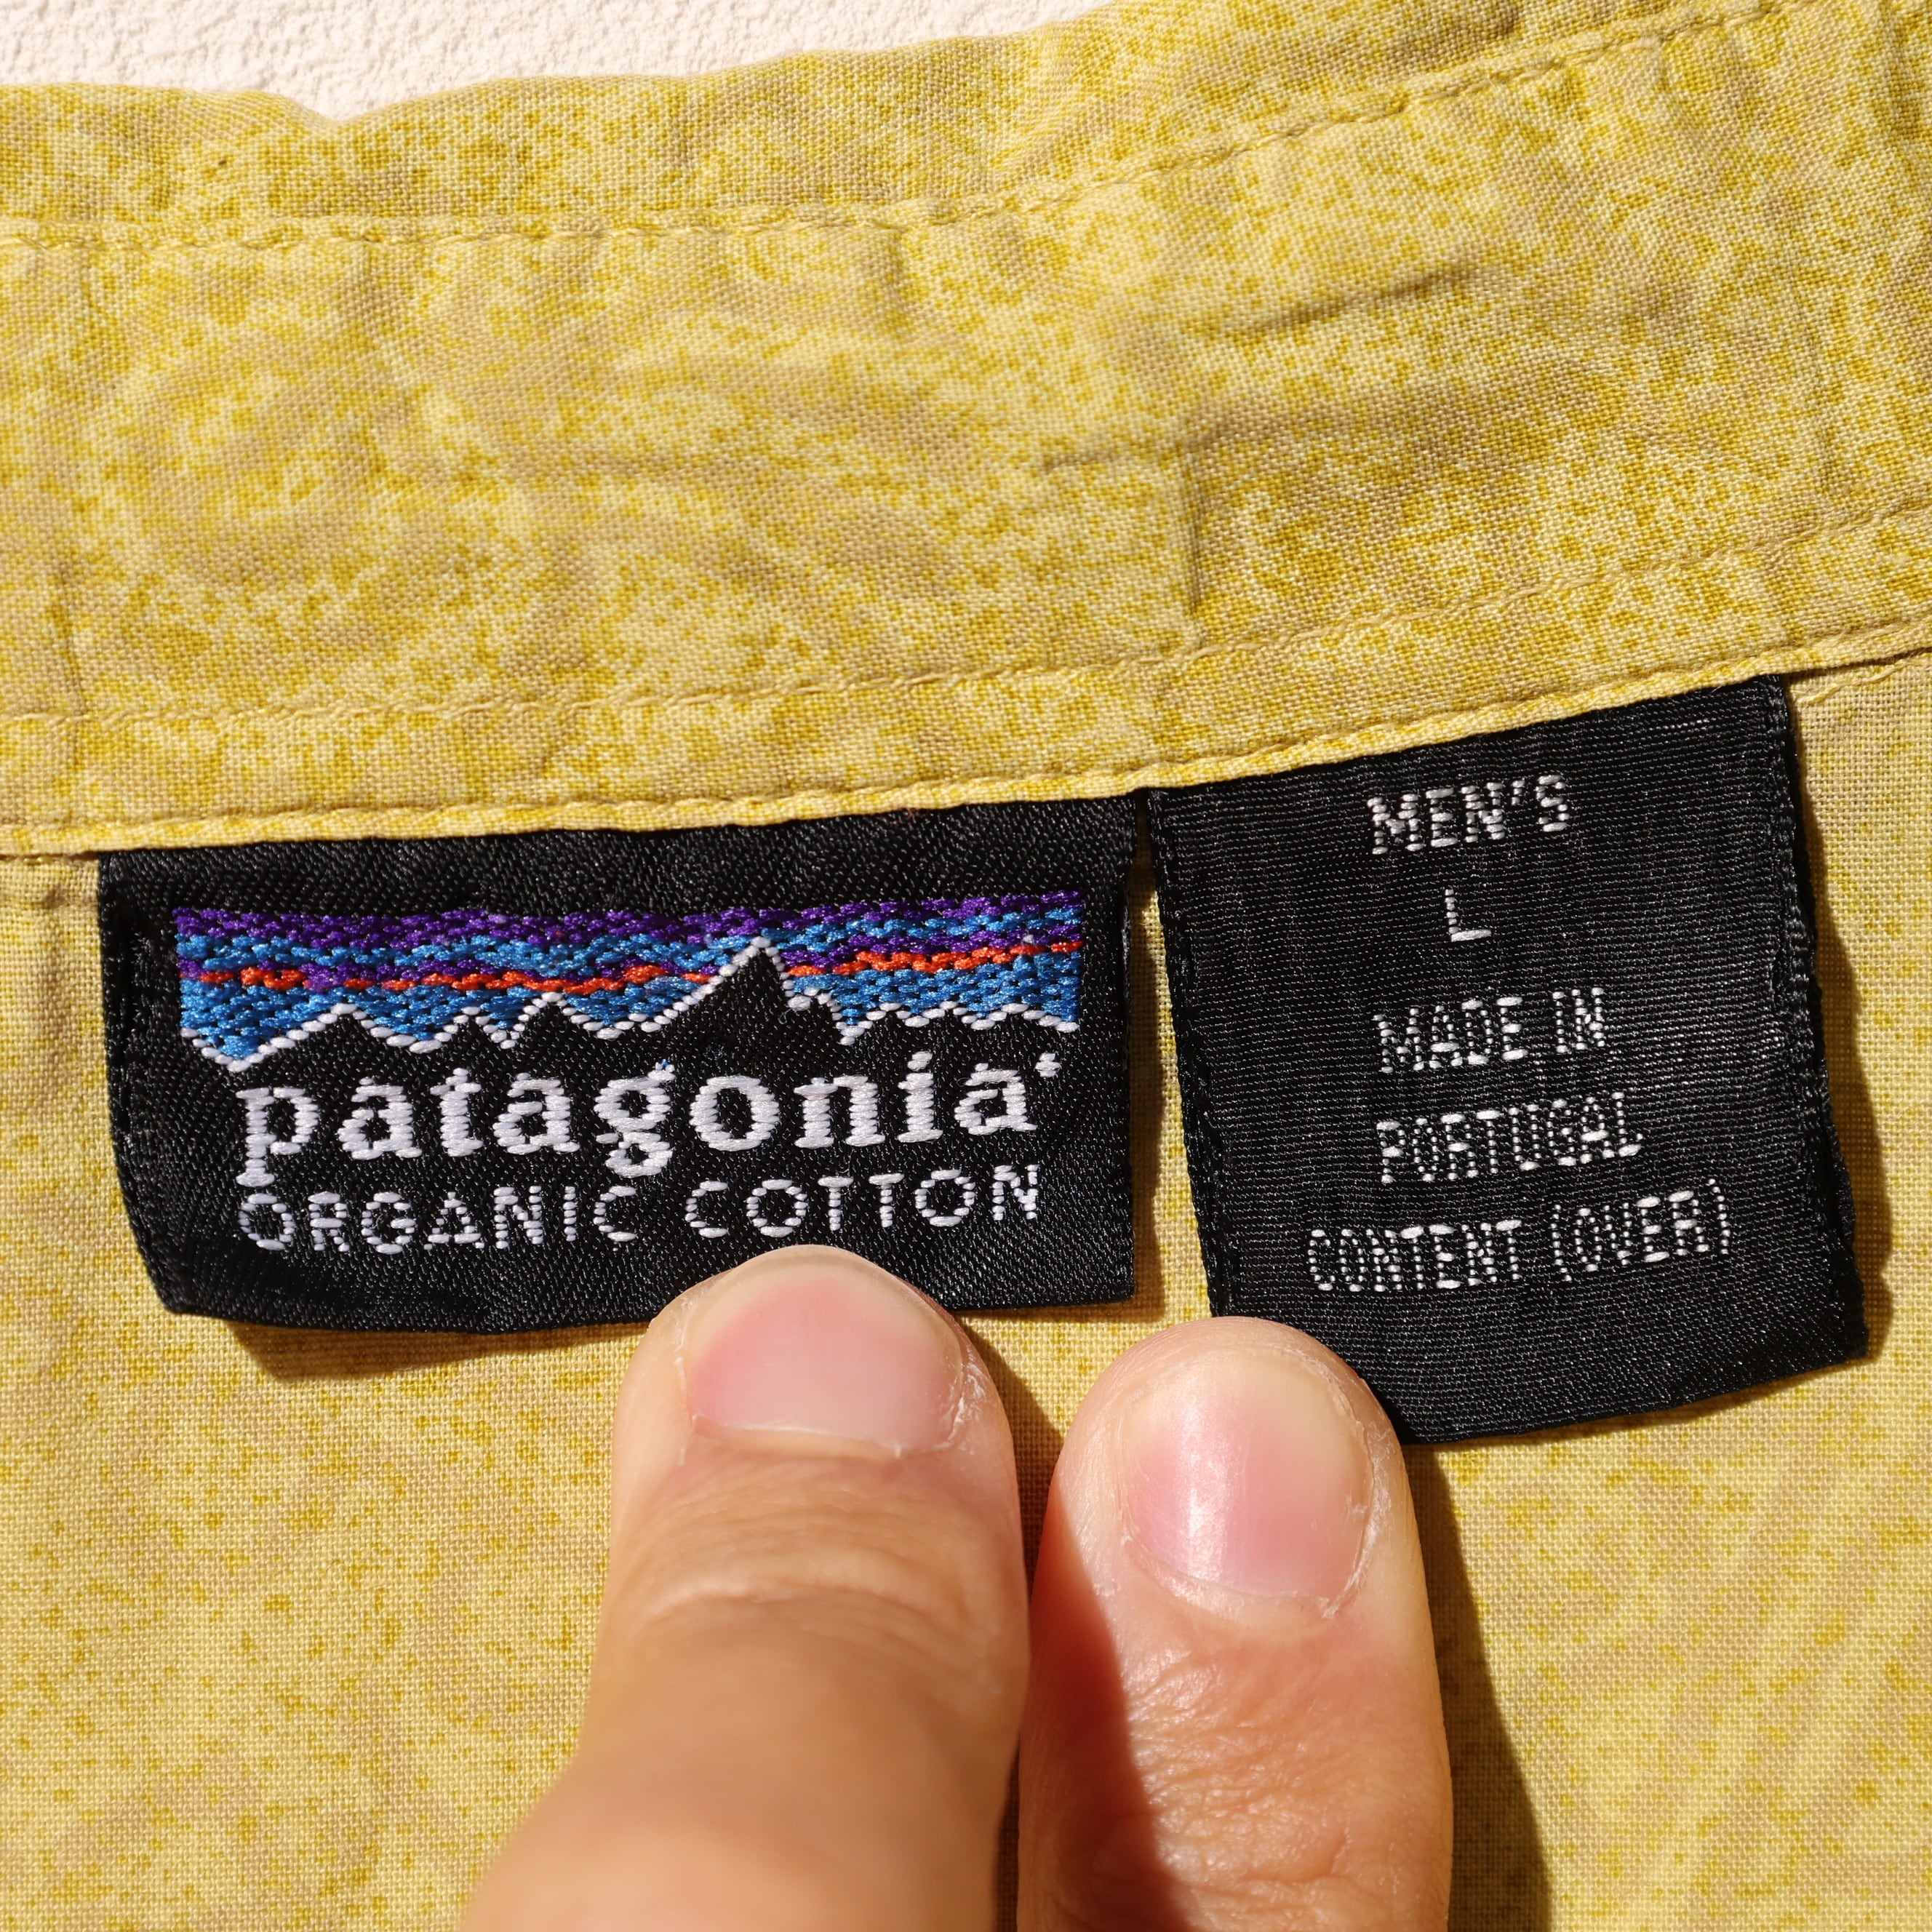 patagonia
ORGANIC COTTON
MEN'S
L
MADE IN
PORTUGAL
CONTENT (OVER)